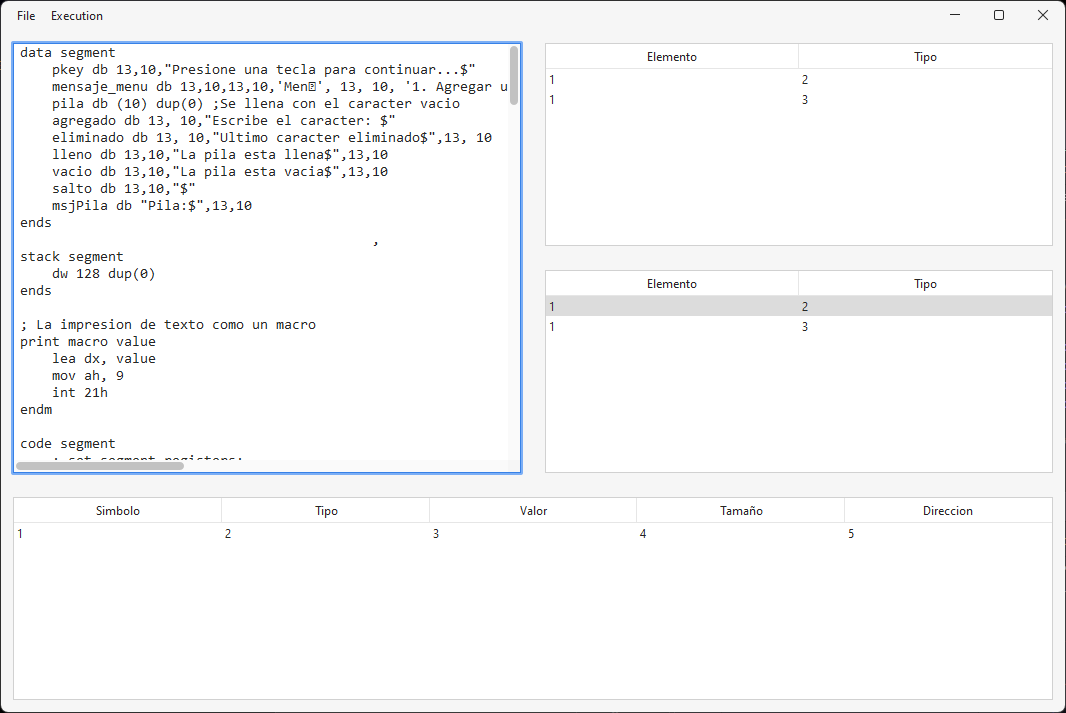 File Execution
data segment
    pkey db 13,10,"Presione una tecla para continuar...$"
    mensaje_menu db 13,10,13,10,'Men�', 13, 10, '1. Agregar u
    pila db (10) dup(0) ;Se llena con el caracter vacio
    agregado db 13, 10,"Escribe el caracter: $"
    eliminado db 13, 10,"Ultimo caracter eliminado$",13, 10
    lleno db 13,10,"La pila esta llena$",13,10
    vacio db 13,10,"La pila esta vacia$",13,10
    salto db 13,10,"$"
    msjPila db "Pila:$",13,10
ends
,
stack segment
    dw 128 dup(0)
ends
; La impresion de texto como un macro
print macro value
    lea dx, value
    mov ah, 9
    int 21h
endm
code segment
    ; set segment registers:
Elemento Tipo
1 2
1 3
Elemento Tipo
1 2
1 3
Simbolo Tipo Valor Tamaño Direccion
1 2 3 4 5